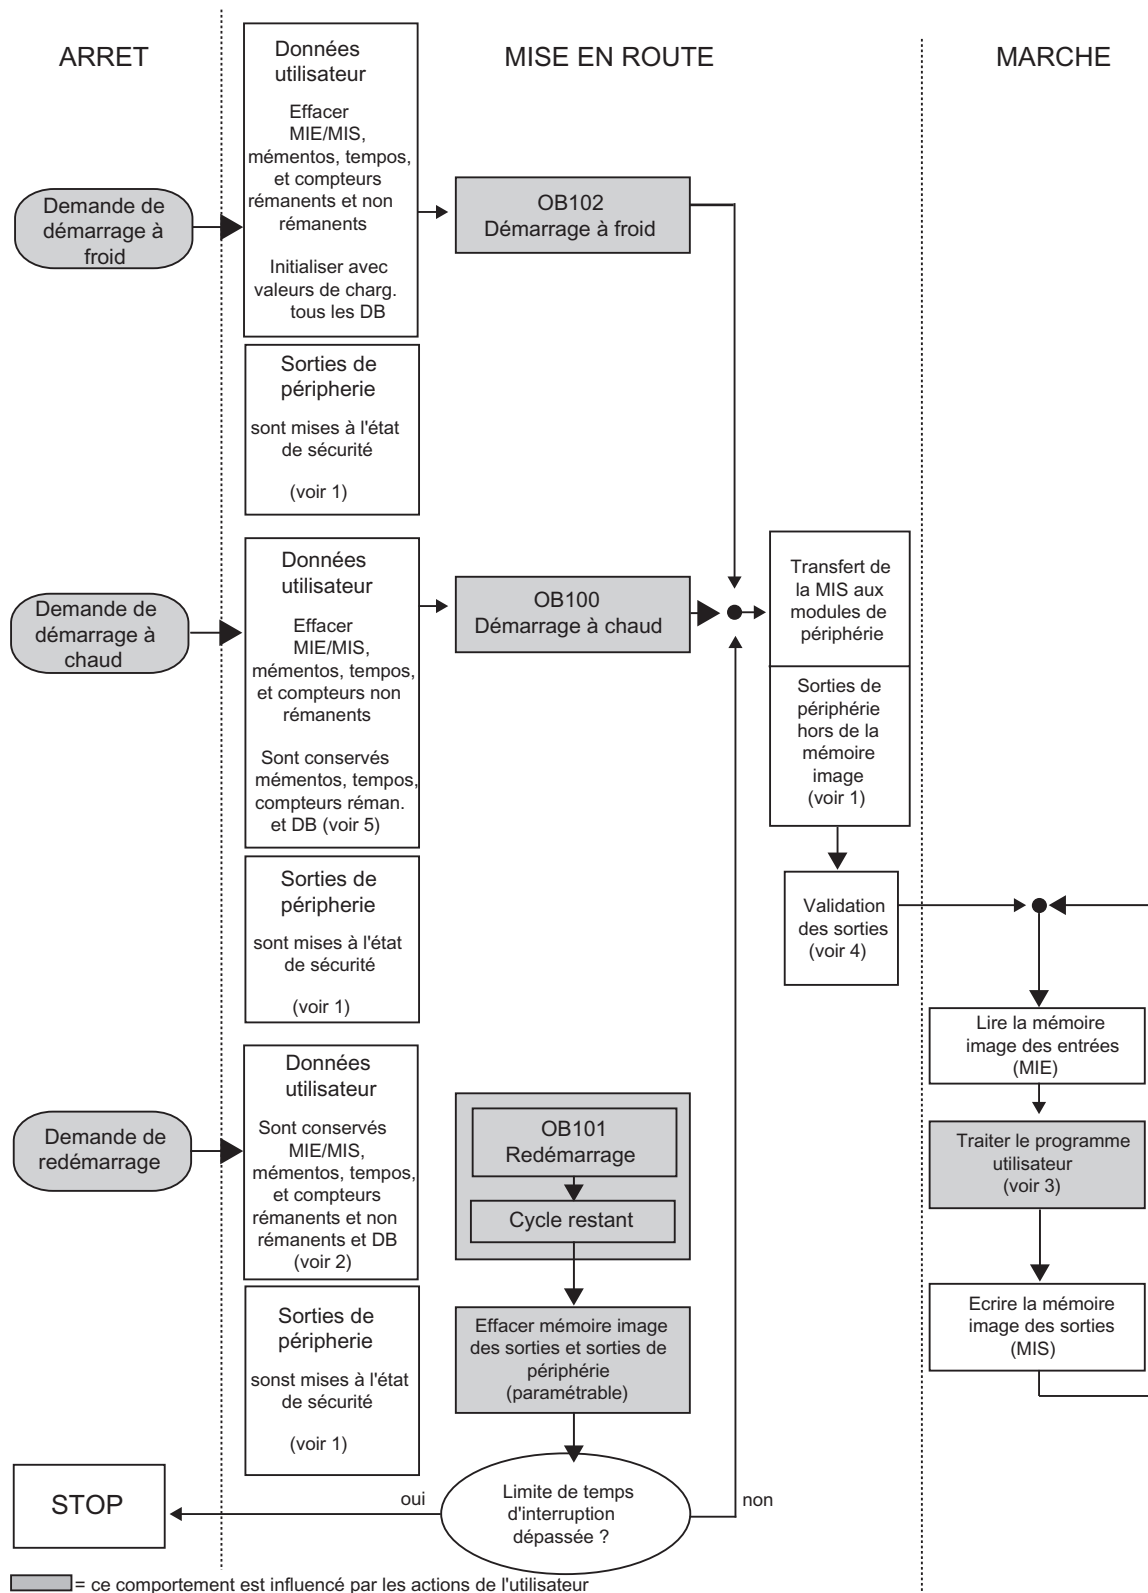 ARRET
MISE EN ROUTE
MARCHE
Demande de
démarrage à
froid
Données
utilisateur
Effacer
MIE/MIS,
mémentos, tempos,
et compteurs
rémanents et non
rémanents
Initialiser avec
valeurs de charg.
tous les DB
OB102
Démarrage à froid
Sorties de
péripherie
sont mises à l'état
de sécurité
(voir 1)
Demande de
démarrage à
chaud
Données
utilisateur
Effacer
MIE/MIS,
mémentos, tempos,
et compteurs non
rémanents
Sont conservés
mémentos, tempos,
compteurs réman.
et DB (voir 5)
OB100
Démarrage à chaud
Sorties de
péripherie
sont mises à l'état
de sécurité
(voir 1)
Transfert de
la MIS aux
modules de
périphérie
Sorties de
périphérie
hors de la
mémoire
image
(voir 1)
Validation
des sorties
(voir 4)
Demande de
redémarrage
Données
utilisateur
Sont conservés
MIE/MIS,
mémentos, tempos,
et compteurs
rémanents et non
rémanents et DB
(voir 2)
Sorties de
péripherie
sonst mises à l'état
de sécurité
(voir 1)
OB101
Redémarrage
Cycle restant
Effacer mémoire image
des sorties et sorties de
périphérie
(paramétrable)
Limite de temps
d'interruption
dépassée ?
oui
non
STOP
Lire la mémoire
image des entrées
(MIE)
Traiter le programme
utilisateur
(voir 3)
Ecrire la mémoire
image des sorties
(MIS)
= ce comportement est influencé par les actions de l'utilisateur